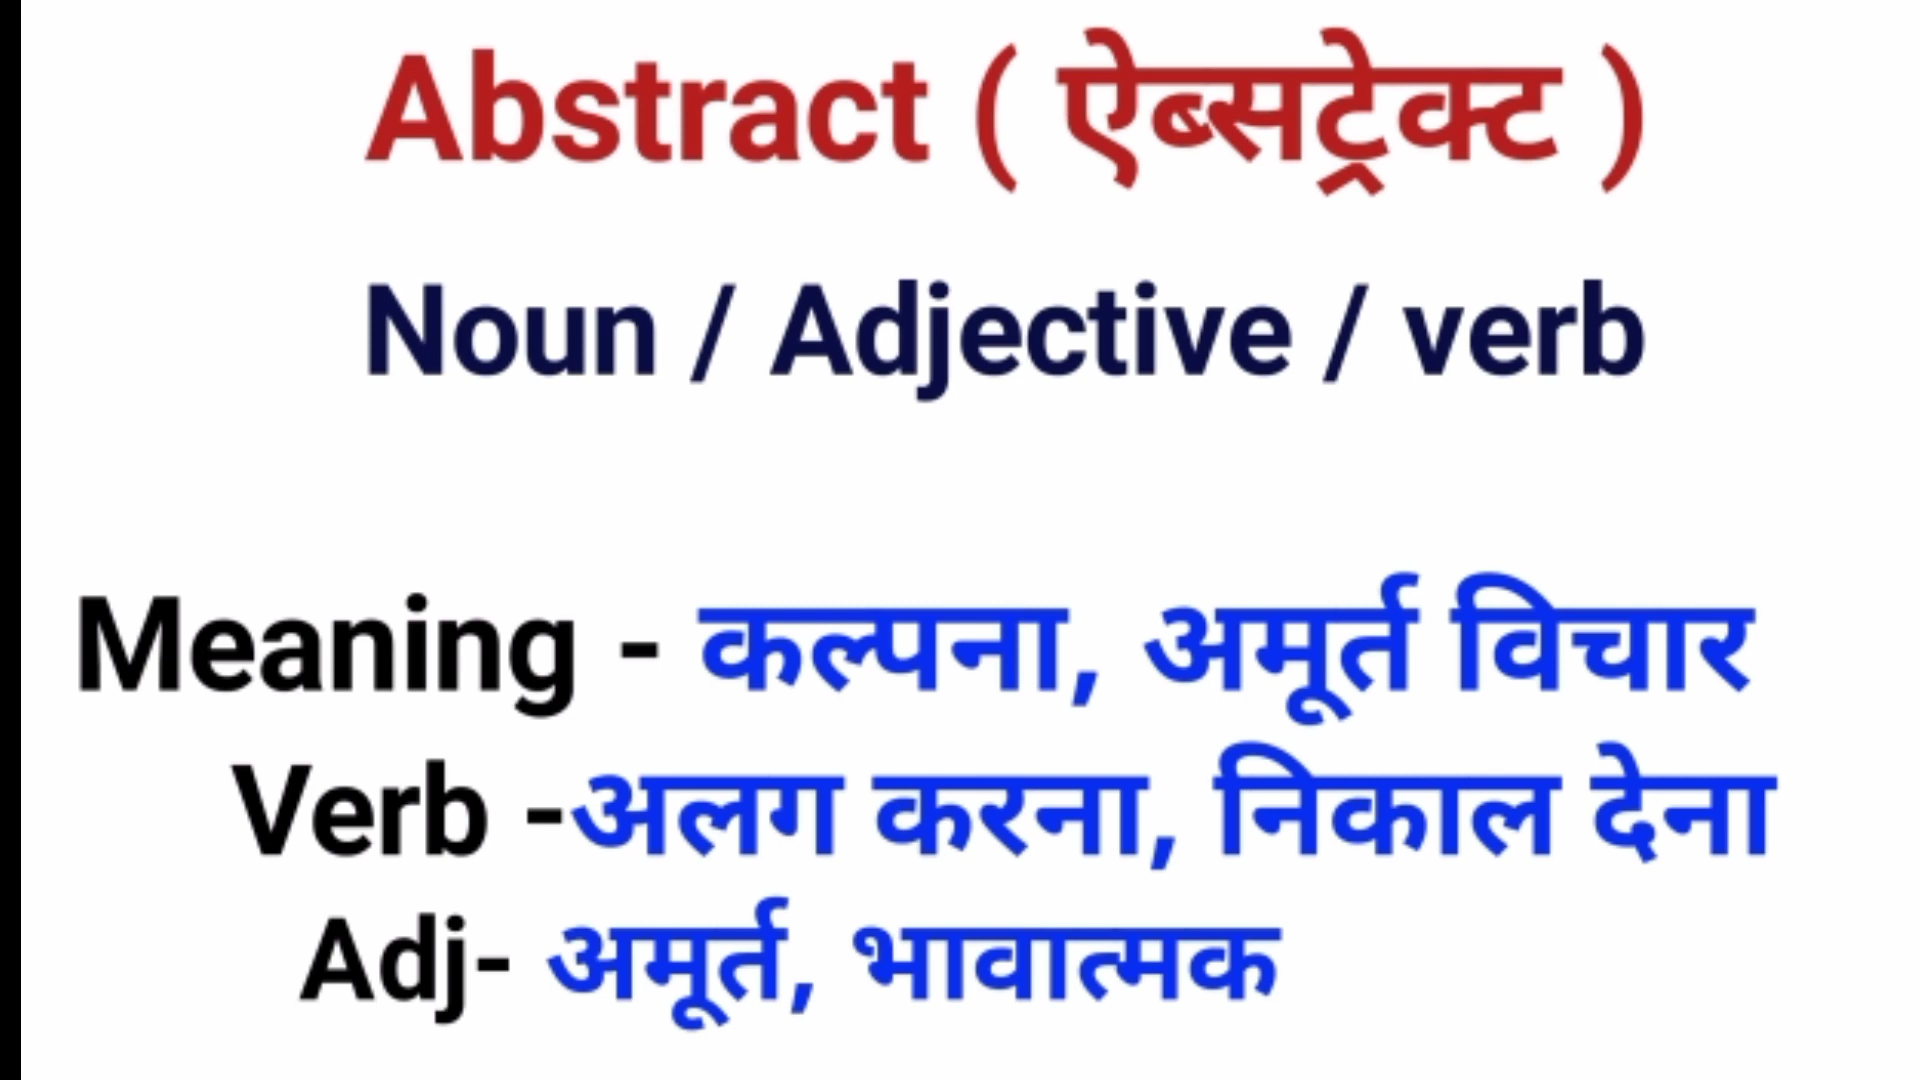 Abstract ( ऐब्सट्रेक्ट )
Noun / Adjective / verb
Meaning - कल्पना, अमूर्त विचार
Verb -अलग करना, निकाल देना
Adj- अमूर्त, भावात्मक